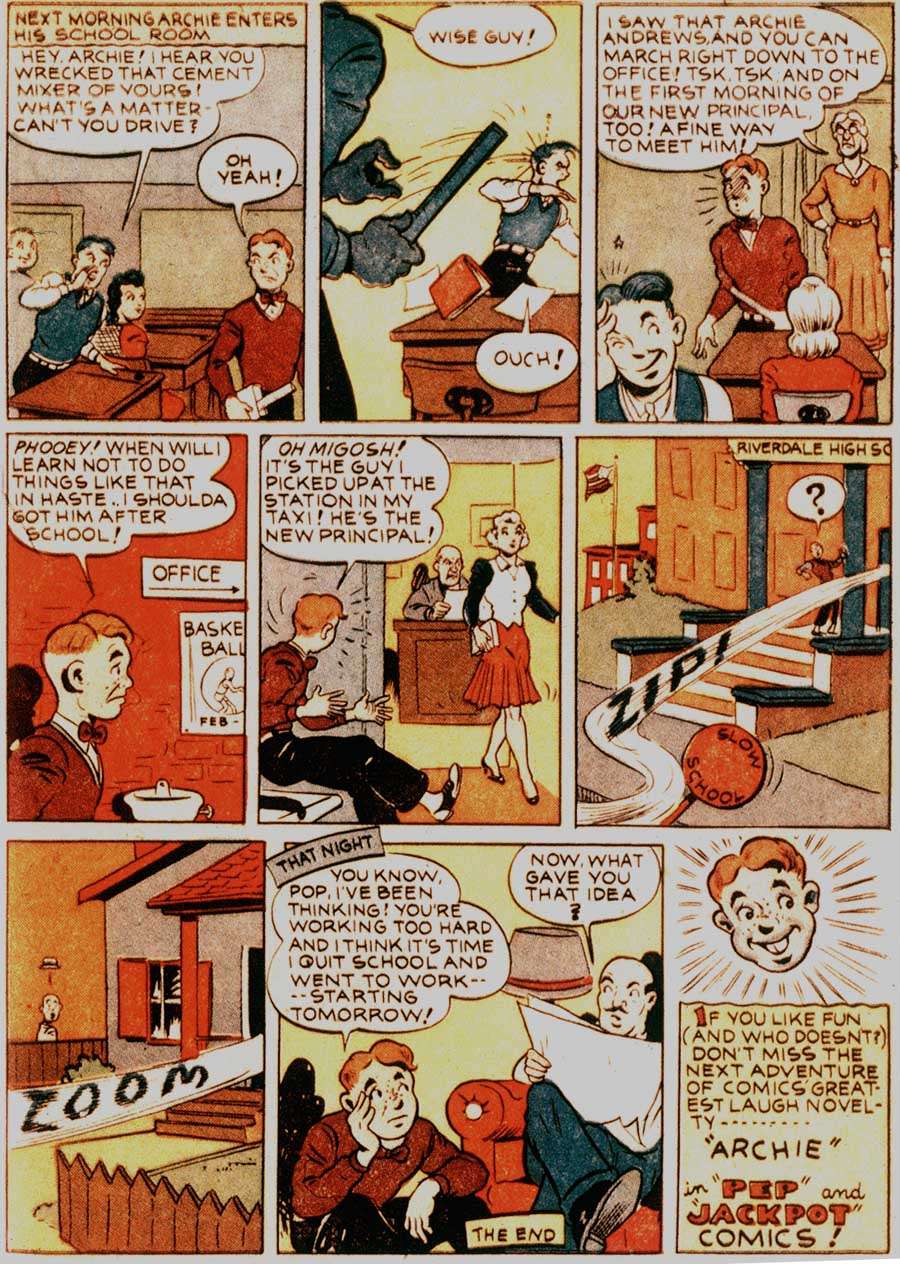 NEXT MORNING ARCHIE ENTERS
HIS SCHOOL ROOM
HEY, ARCHIE! I HEAR YOU
WRECKED THAT CEMENT
MIXER OF YOURS!
WHAT'S A MATTER-
CAN'T YOU DRIVE?
OH
YEAH!
WISE GUY!
OUCH!
I SAW THAT ARCHIE
ANDREWS, AND YOU CAN
MARCH RIGHT DOWN TO THE
OFFICE! TSK, TSK, AND ON
THE FIRST MORNING OF
OUR NEW PRINCIPAL,
TOO! A FINE WAY
TO MEET HIM!
PHOOEY! WHEN WILL I
LEARN NOT TO DO
THINGS LIKE THAT
IN HASTE.. I SHOULDA
GOT HIM AFTER
SCHOOL!
OFFICE
BASKE
BALL
FEB -
OH MIGOSH!
IT'S THE GUY I
PICKED UP AT THE
STATION IN MY
TAXI! HE'S THE
NEW PRINCIPAL!
RIVERDALE HIGH SC
?
ZIP!
SLOW
SCHOOL
ZOOM
THAT NIGHT
YOU KNOW,
POP, I'VE BEEN
THINKING! YOU'RE
WORKING TOO HARD
AND I THINK IT'S TIME
I QUIT SCHOOL AND
WENT TO WORK--
--STARTING
TOMORROW!
NOW, WHAT
GAVE YOU
THAT IDEA
?
THE END
IF YOU LIKE FUN
(AND WHO DOESNT?)
DON'T MISS THE
NEXT ADVENTURE
OF COMICS' GREAT-
EST LAUGH NOVEL-
TY---------
"ARCHIE"
in "PEP" and
"JACKPOT"
COMICS!